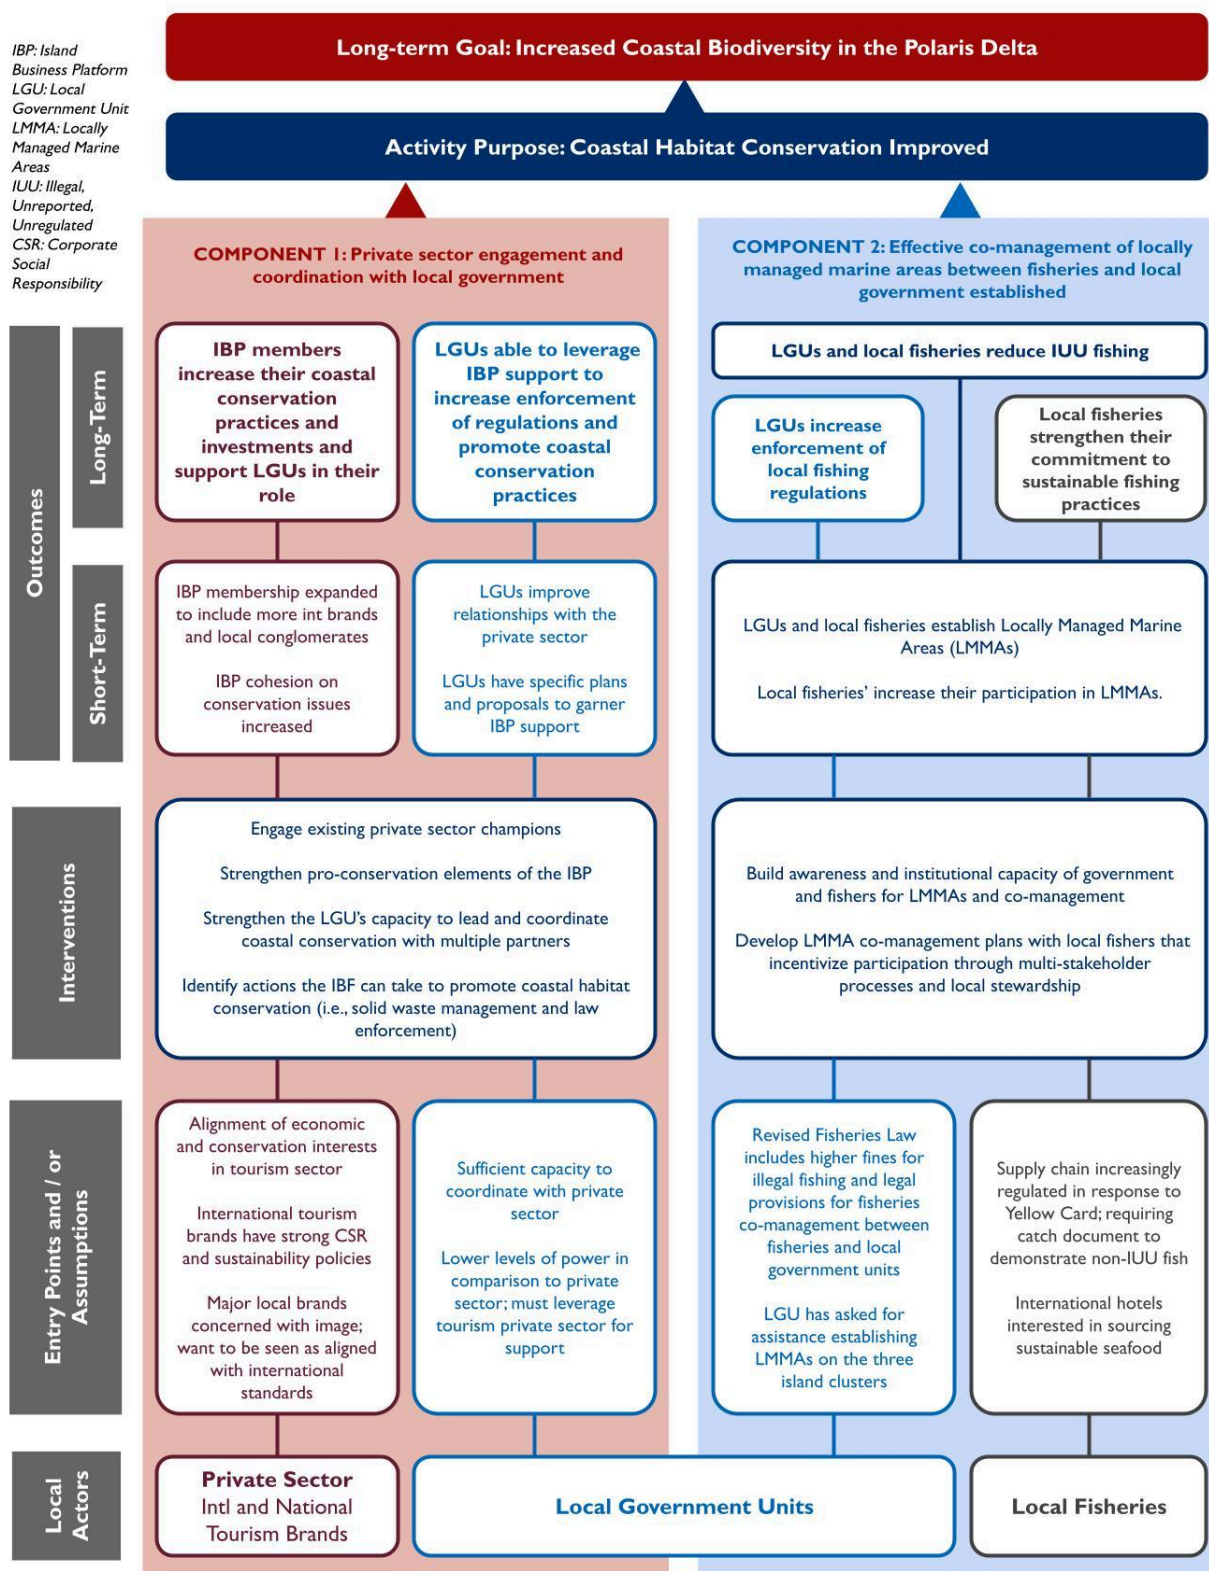 IBP: Island
Business Platform
LGU: Local
Government Unit
LMMA: Locally
Managed Marine
Areas
IUU: Illegal,
Unreported,
Unregulated
CSR: Corporate
Social
Responsibility
Long-term Goal: Increased Coastal Biodiversity in the Polaris Delta
Activity Purpose: Coastal Habitat Conservation Improved
COMPONENT 1: Private sector engagement and
coordination with local government
COMPONENT 2: Effective co-management of locally
managed marine areas between fisheries and local
government established
Outcomes
Long-Term
IBP members
increase their coastal
conservation
practices and
investments and
support LGUs in their
role
LGUs able to leverage
IBP support to
increase enforcement
of regulations and
promote coastal
conservation
practices
LGUs and local fisheries reduce IUU fishing
LGUs increase
enforcement of
local fishing
regulations
Local fisheries
strengthen their
commitment to
sustainable fishing
practices
Short-Term
IBP membership expanded
to include more int brands
and local conglomerates
IBP cohesion on
conservation issues
increased
LGUs improve
relationships with the
private sector
LGUs have specific plans
and proposals to garner
IBP support
LGUs and local fisheries establish Locally Managed Marine
Areas (LMMAs)
Local fisheries’ increase their participation in LMMAs.
Interventions
Engage existing private sector champions
Strengthen pro-conservation elements of the IBP
Strengthen the LGU’s capacity to lead and coordinate
coastal conservation with multiple partners
Identify actions the IBF can take to promote coastal habitat
conservation (i.e., solid waste management and law
enforcement)
Build awareness and institutional capacity of government
and fishers for LMMAs and co-management
Develop LMMA co-management plans with local fishers that
incentivize participation through multi-stakeholder
processes and local stewardship
Entry Points and / or
Assumptions
Alignment of economic
and conservation interests
in tourism sector
International tourism
brands have strong CSR
and sustainability policies
Major local brands
concerned with image;
want to be seen as aligned
with international
standards
Sufficient capacity to
coordinate with private
sector
Lower levels of power in
comparison to private
sector; must leverage
tourism private sector for
support
Revised Fisheries Law
includes higher fines for
illegal fishing and legal
provisions for fisheries
co-management between
fisheries and local
government units
LGU has asked for
assistance establishing
LMMAs on the three
island clusters
Supply chain increasingly
regulated in response to
Yellow Card; requiring
catch document to
demonstrate non-IUU fish
International hotels
interested in sourcing
sustainable seafood
Local
Actors
Private Sector
Intl and National
Tourism Brands
Local Government Units
Local Fisheries